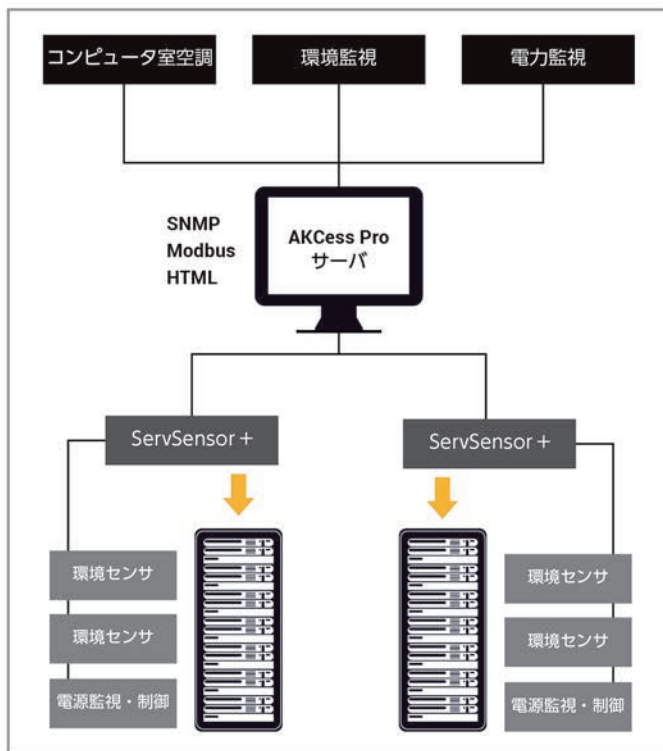 コンピュータ室空調
環境監視
電力監視
SNMP
Modbus
HTML
AKCess Pro
サーバ
ServSensor＋
ServSensor＋
環境センサ
環境センサ
電源監視・制御
環境センサ
環境センサ
電源監視・制御